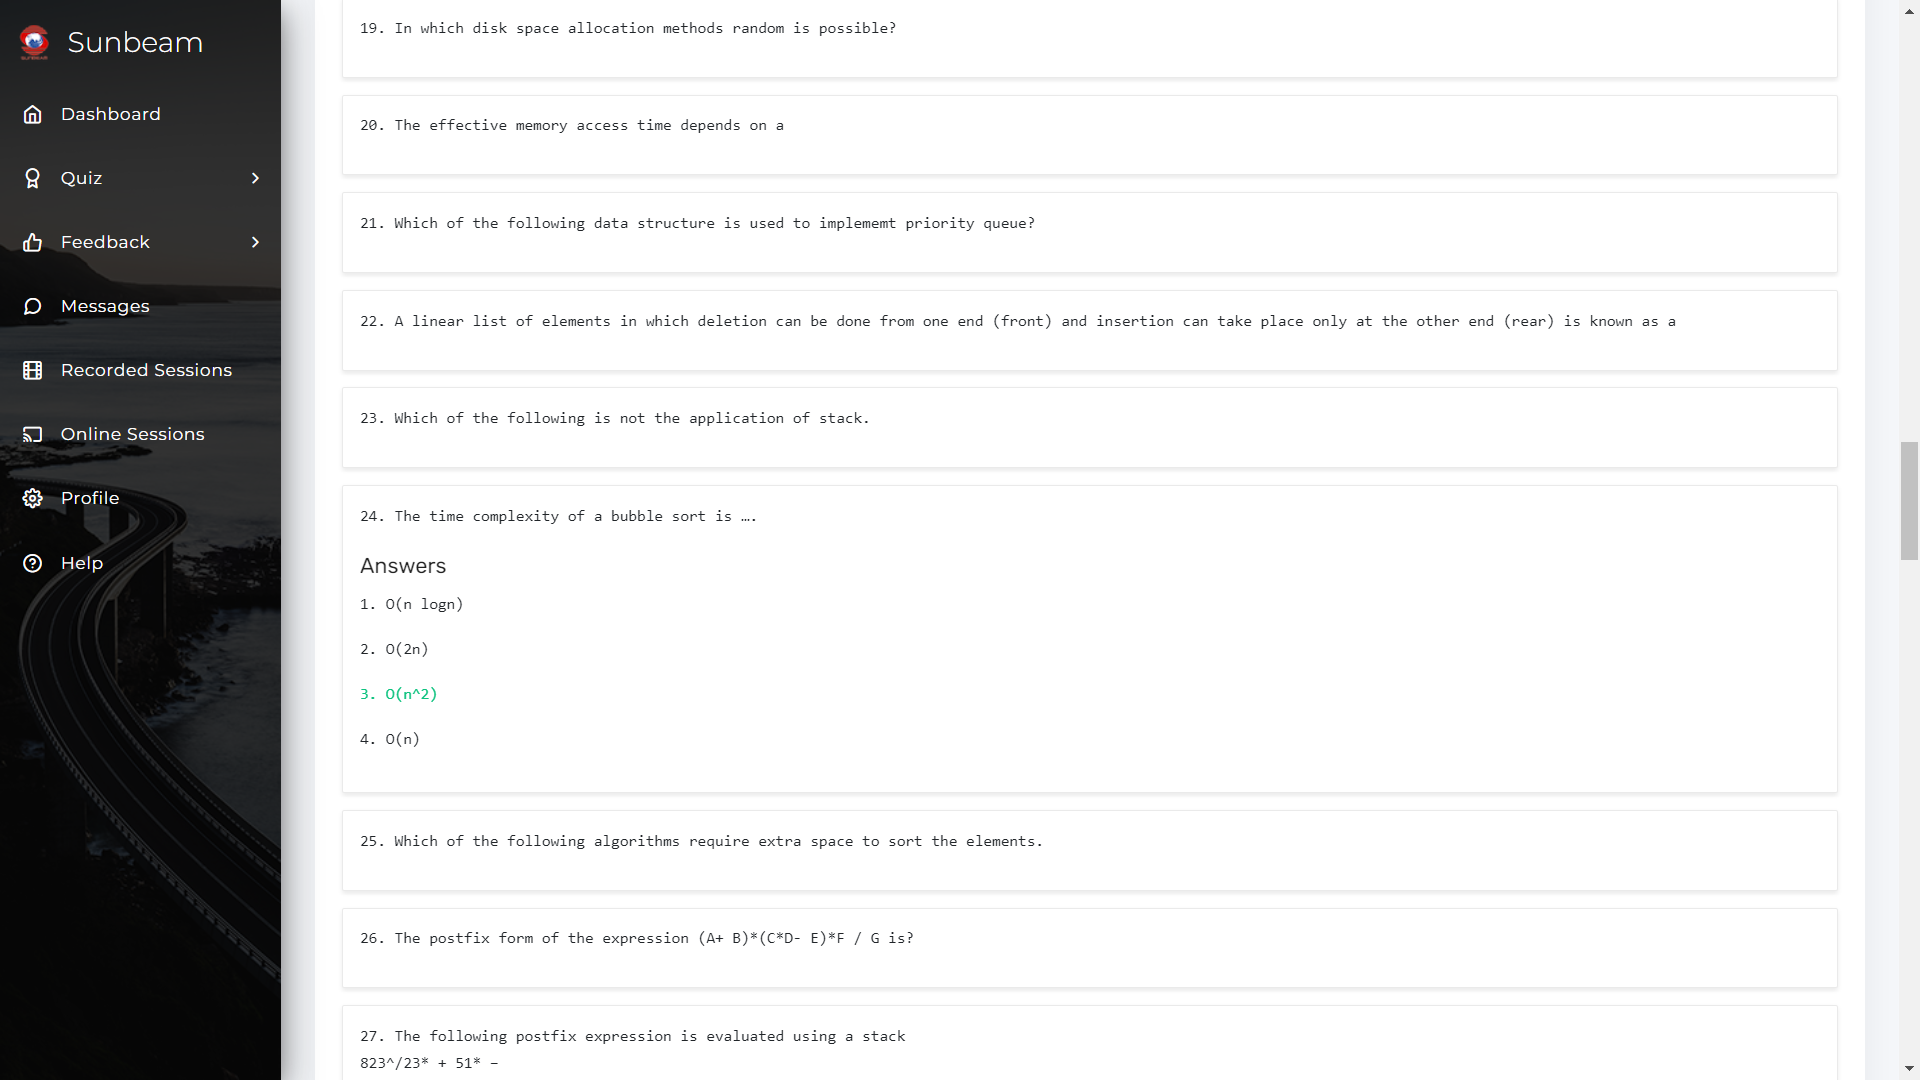 Sunbeam
Dashboard
Quiz
Feedback
Messages
Recorded Sessions
Online Sessions
Profile
Help
19. In which disk space allocation methods random is possible?
20. The effective memory access time depends on a
21. Which of the following data structure is used to implememt priority queue?
22. A linear list of elements in which deletion can be done from one end (front) and insertion can take place only at the other end (rear) is known as a
23. Which of the following is not the application of stack.
24. The time complexity of a bubble sort is ….
Answers
1. O(n logn)
2. O(2n)
3. O(n^2)
4. O(n)
25. Which of the following algorithms require extra space to sort the elements.
26. The postfix form of the expression (A+ B)*(C*D- E)*F / G is?
27. The following postfix expression is evaluated using a stack
823^/23* + 51* –